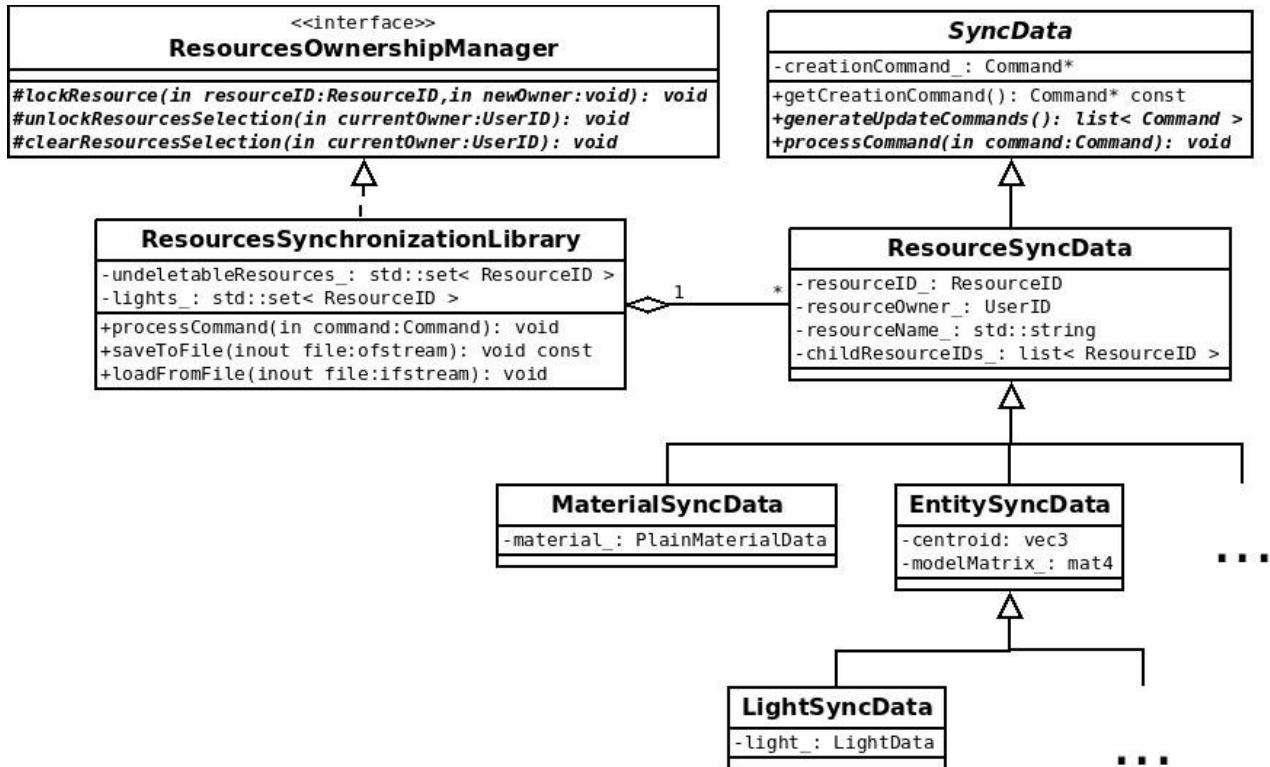 <<interface>>
ResourcesOwnershipManager
#lockResource(in resourceID:ResourceID,in newOwner:void): void
#unlockResourcesSelection(in currentOwner:UserID): void
#clearResourcesSelection(in currentOwner:UserID): void
SyncData
-creationCommand_: Command*
+getCreationCommand(): Command* const
+generateUpdateCommands(): list< Command >
+processCommand(in command:Command): void
ResourcesSynchronizationLibrary
-undeletableResources_: std::set< ResourceID >
-lights_: std::set< ResourceID >
+processCommand(in command:Command): void
+saveToFile(inout file:ofstream): void const
+loadFromFile(inout file:ifstream): void
1
*
ResourceSyncData
-resourceID_: ResourceID
-resourceOwner_: UserID
-resourceName_: std::string
-childResourceIDs_: list< ResourceID >
MaterialSyncData
-material_: PlainMaterialData
EntitySyncData
-centroid: vec3
-modelMatrix_: mat4
...
LightSyncData
-light_: LightData
...